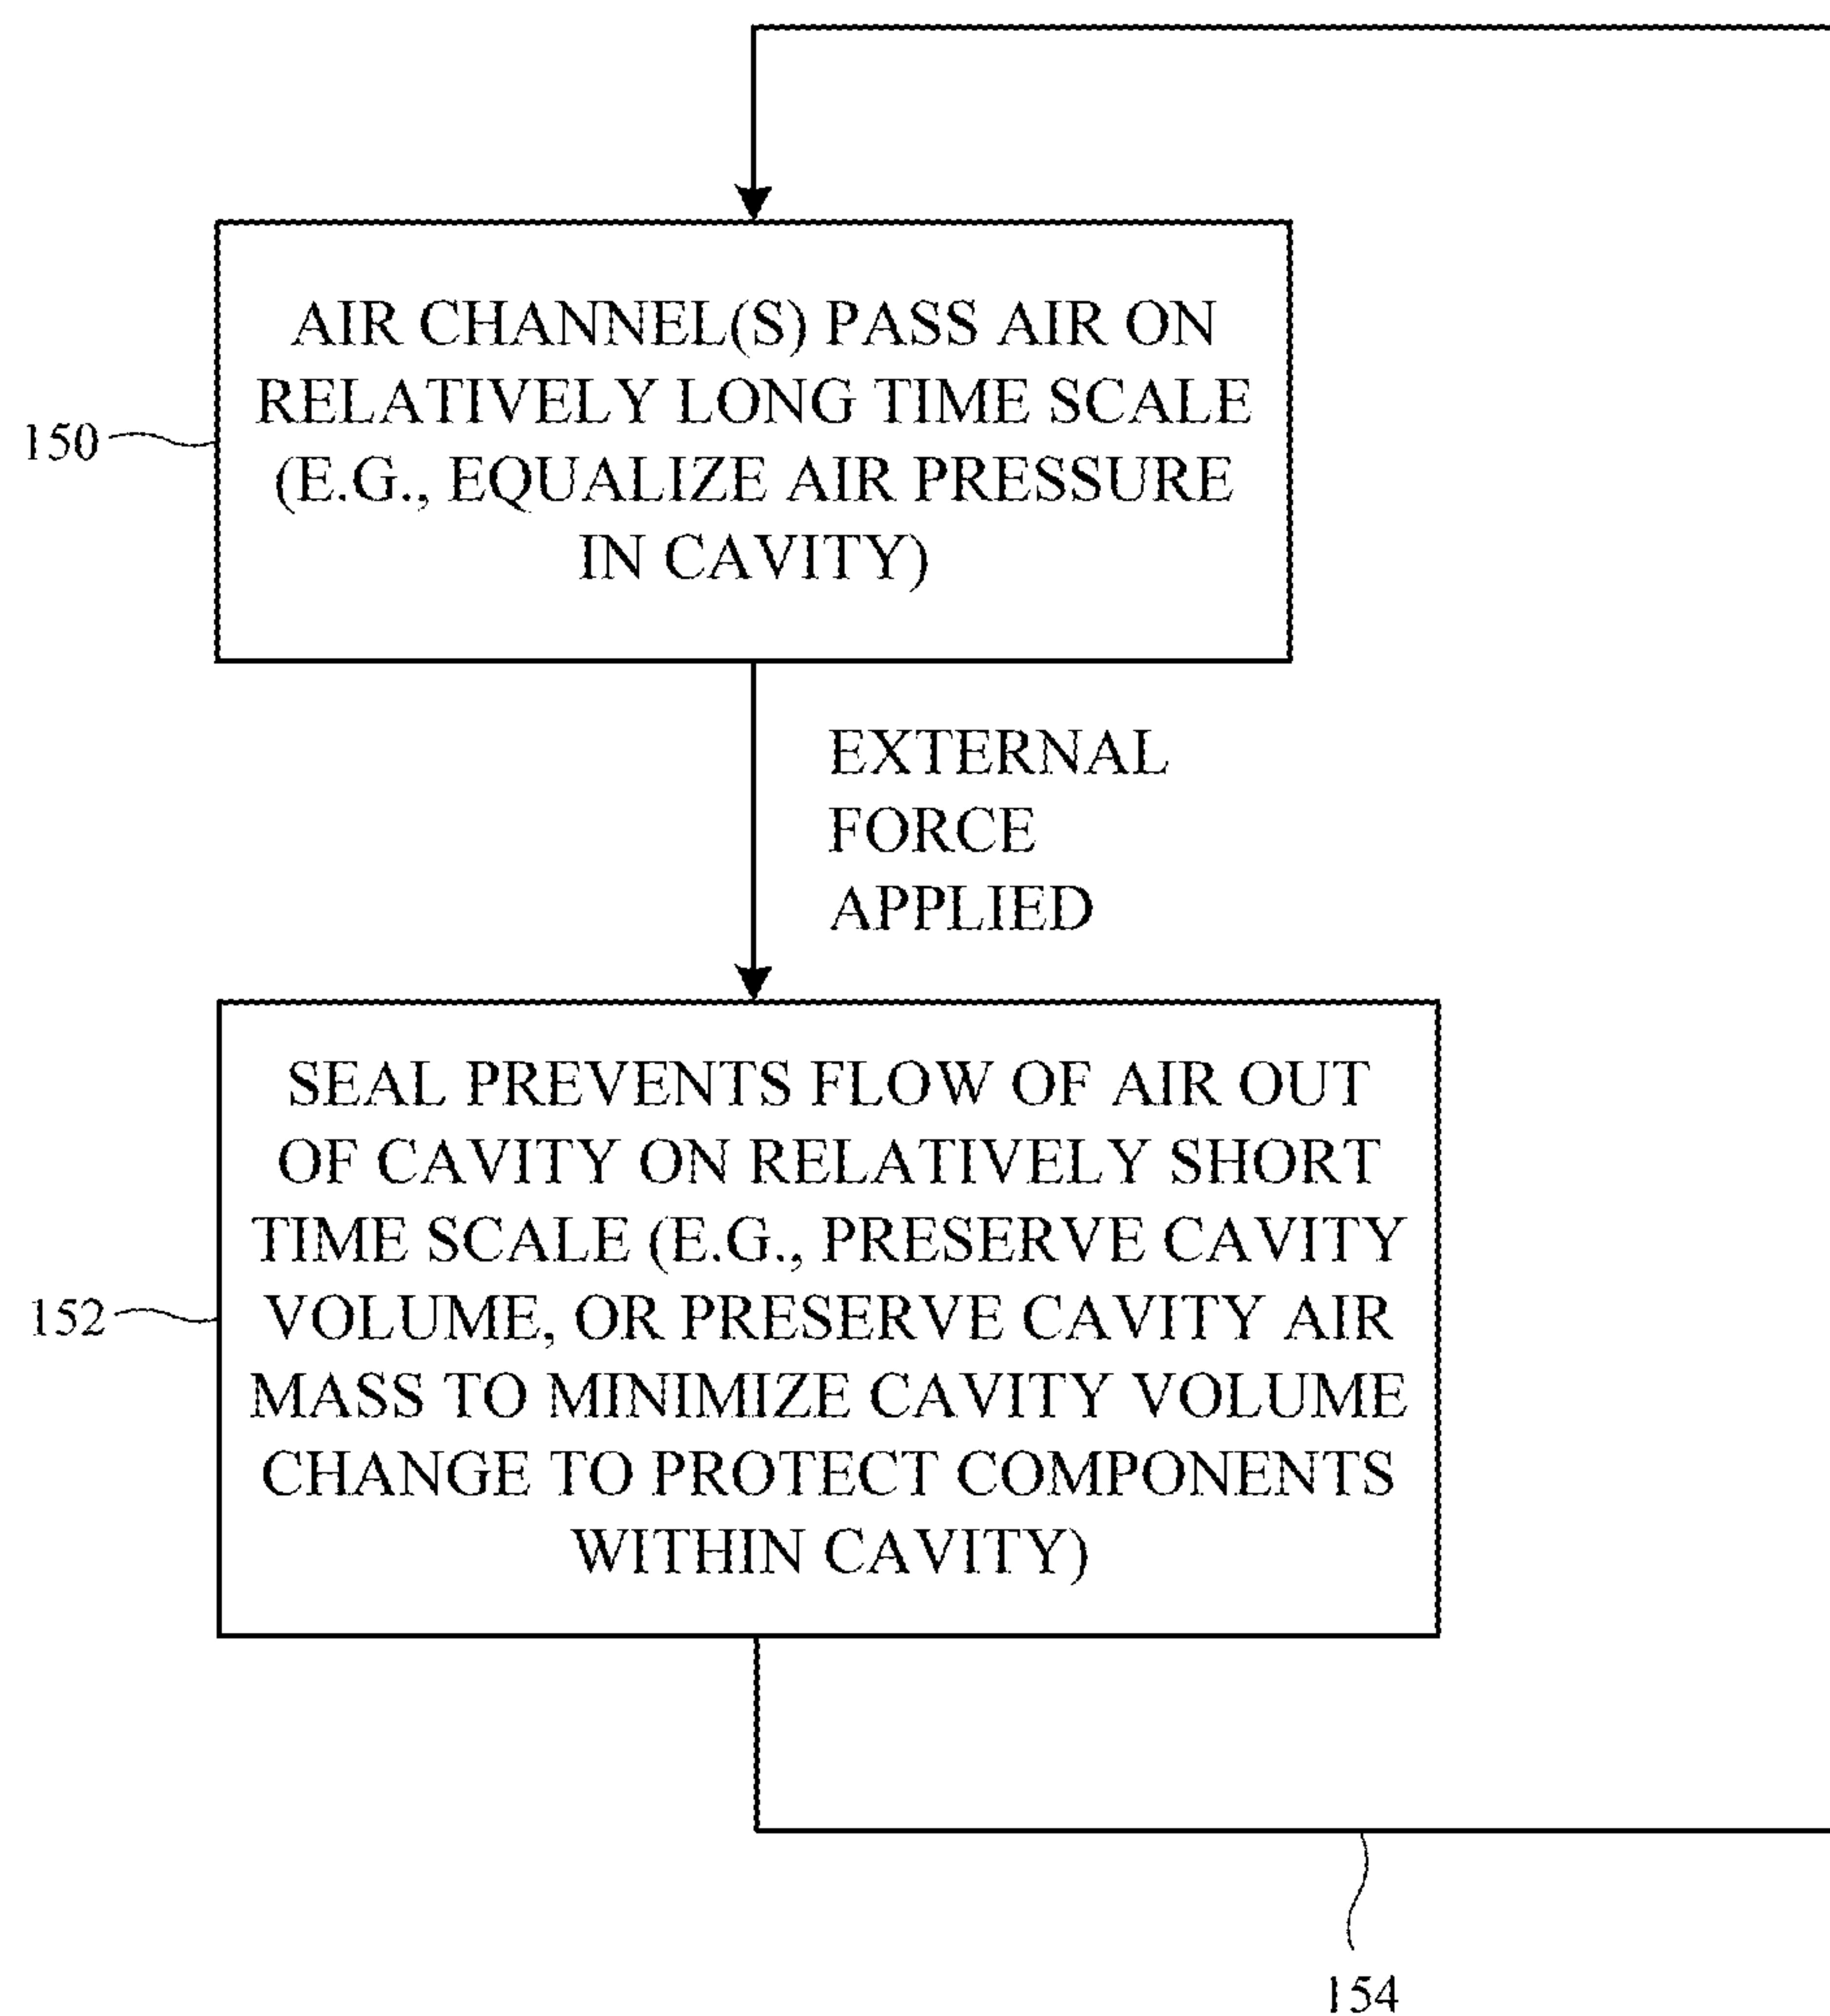 AIR CHANNEL(S) PASS AIR ON
RELATIVELY LONG TIME SCALE
(E.G., EQUALIZE AIR PRESSURE
IN CAVITY)
150
EXTERNAL
FORCE
APPLIED
SEAL PREVENTS FLOW OF AIR OUT
OF CAVITY ON RELATIVELY SHORT
TIME SCALE (E.G., PRESERVE CAVITY
VOLUME, OR PRESERVE CAVITY AIR
MASS TO MINIMIZE CAVITY VOLUME
CHANGE TO PROTECT COMPONENTS
WITHIN CAVITY)
152
154